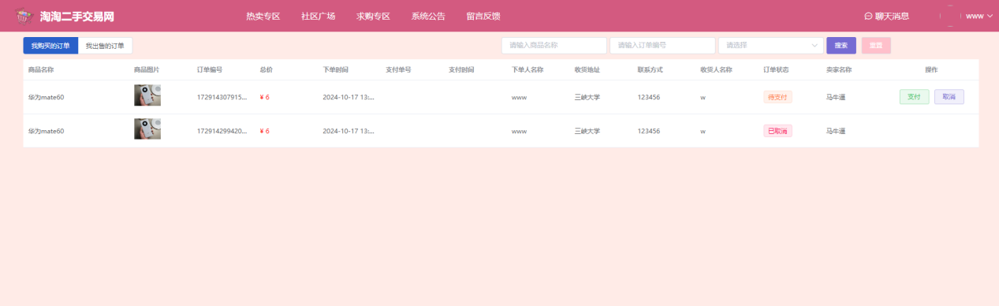 淘淘二手交易网 热卖专区 社区广场 求购专区 系统公告 留言反馈 聊天消息 www
我购买的订单 我出售的订单 请输入商品名称 请输入订单编号 请选择 搜索 重置
商品名称 商品图片 订单编号 总价 下单时间 支付单号 支付时间 下单人名称 收货地址 联系方式 收货人名称 订单状态 卖家名称 操作
华为mate60 172914307915... ¥ 6 2024-10-17 13:... www 三峡大学 123456 w 待支付 马牛逼 支付 取消
华为mate60 172914299420... ¥ 6 2024-10-17 13:... www 三峡大学 123456 w 已取消 马牛逼